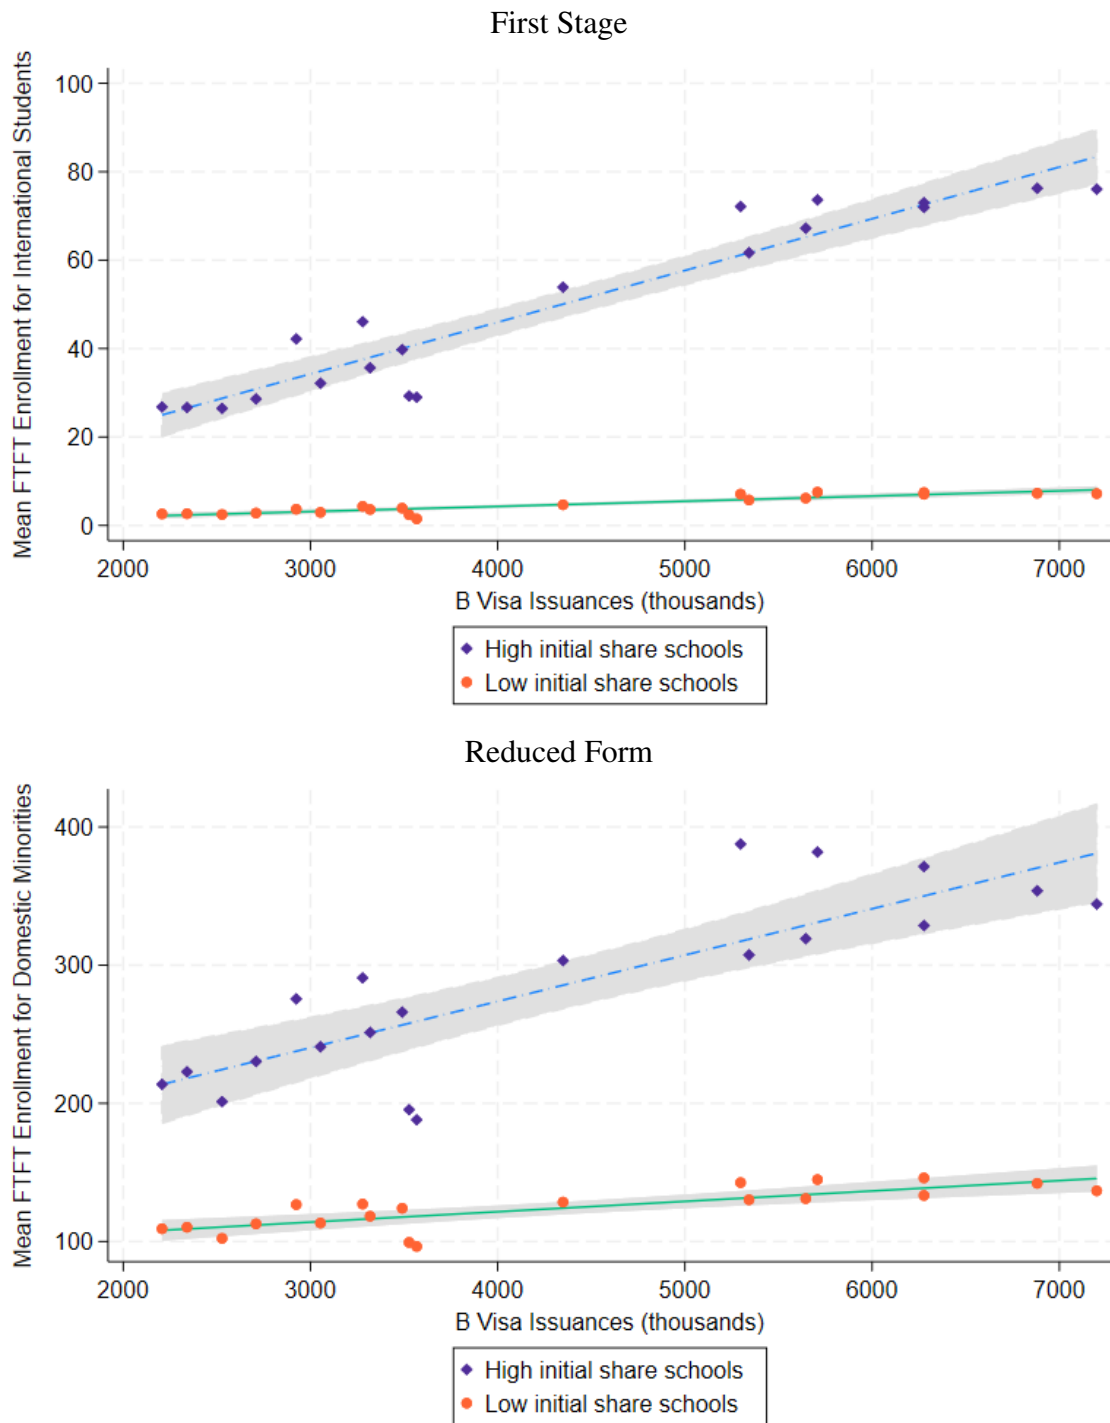 First Stage
Mean FTFT Enrollment for International Students
100
80
60
40
20
0
2000 3000 4000 5000 6000 7000
B Visa Issuances (thousands)
High initial share schools
Low initial share schools
Reduced Form
Mean FTFT Enrollment for Domestic Minorities
400
300
200
100
2000 3000 4000 5000 6000 7000
B Visa Issuances (thousands)
High initial share schools
Low initial share schools